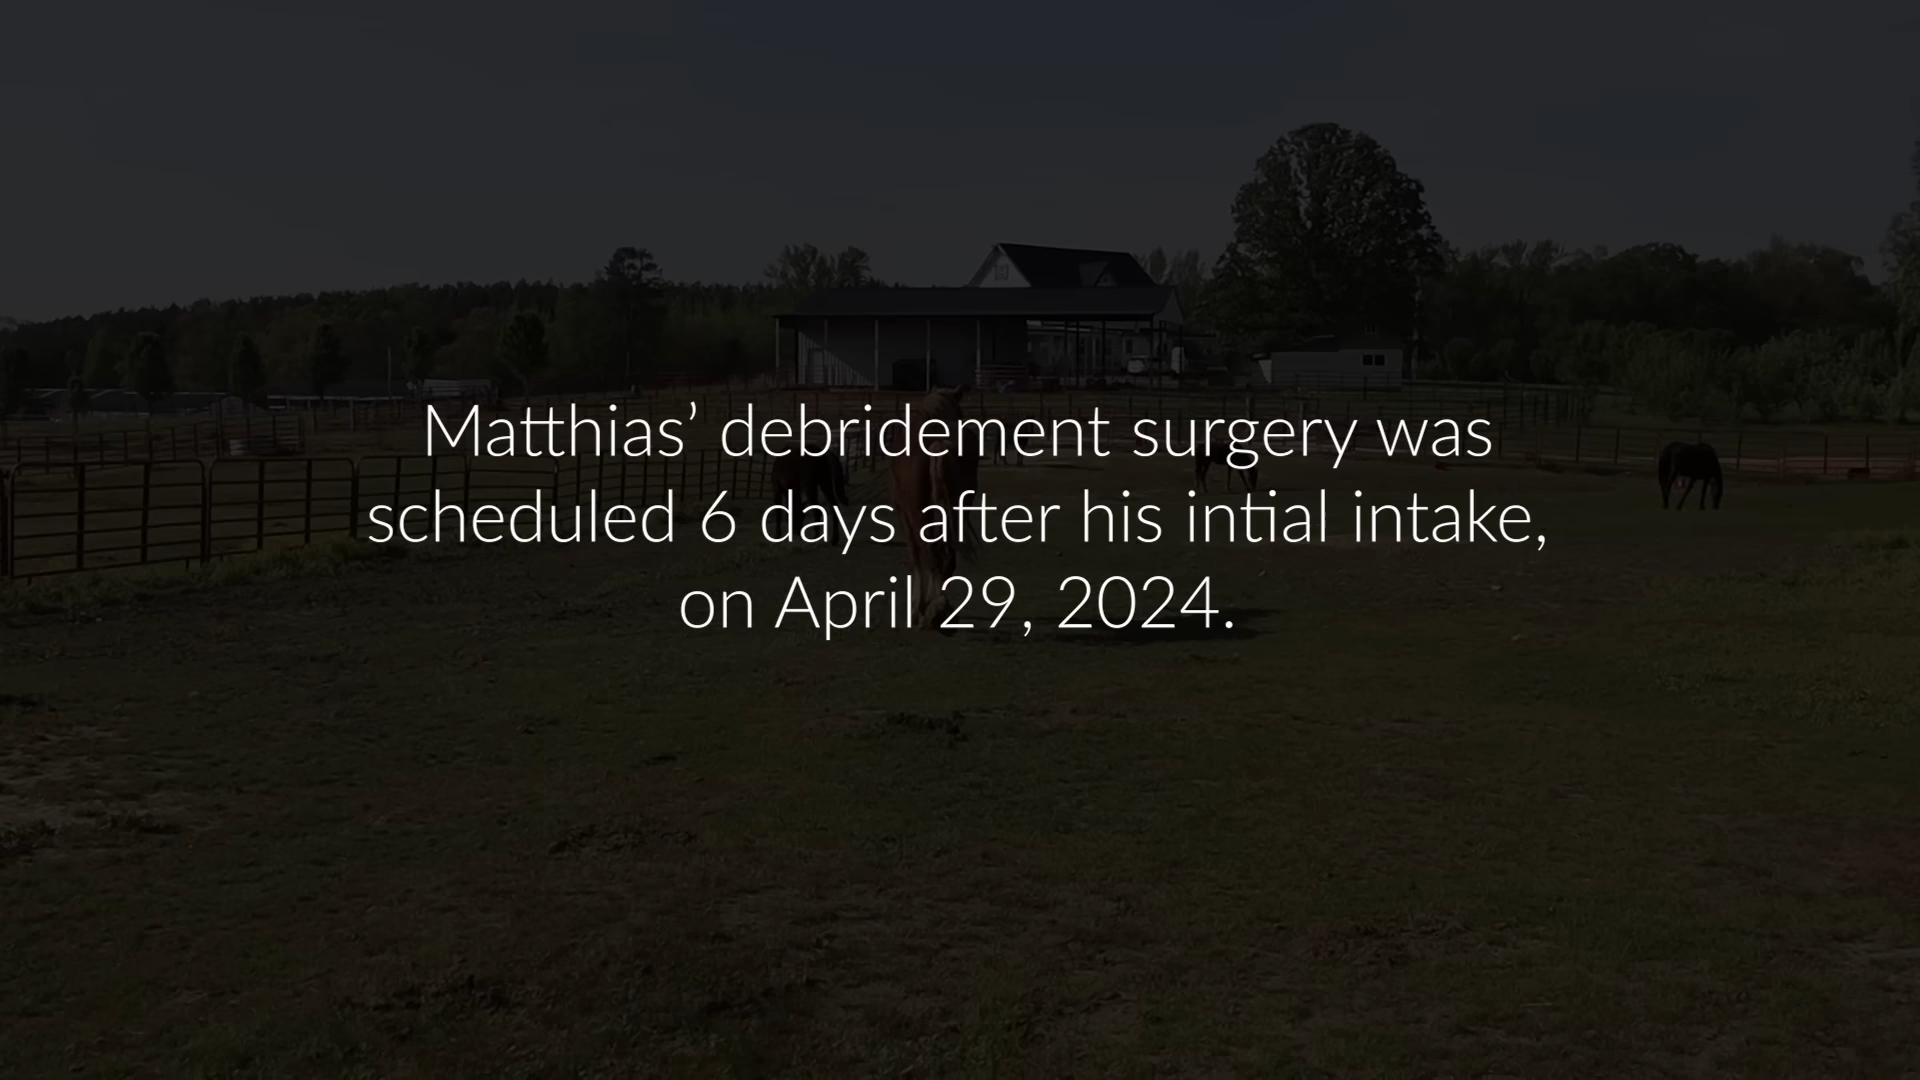 Matthias’ debridement surgery was
scheduled 6 days after his intial intake,
on April 29, 2024.